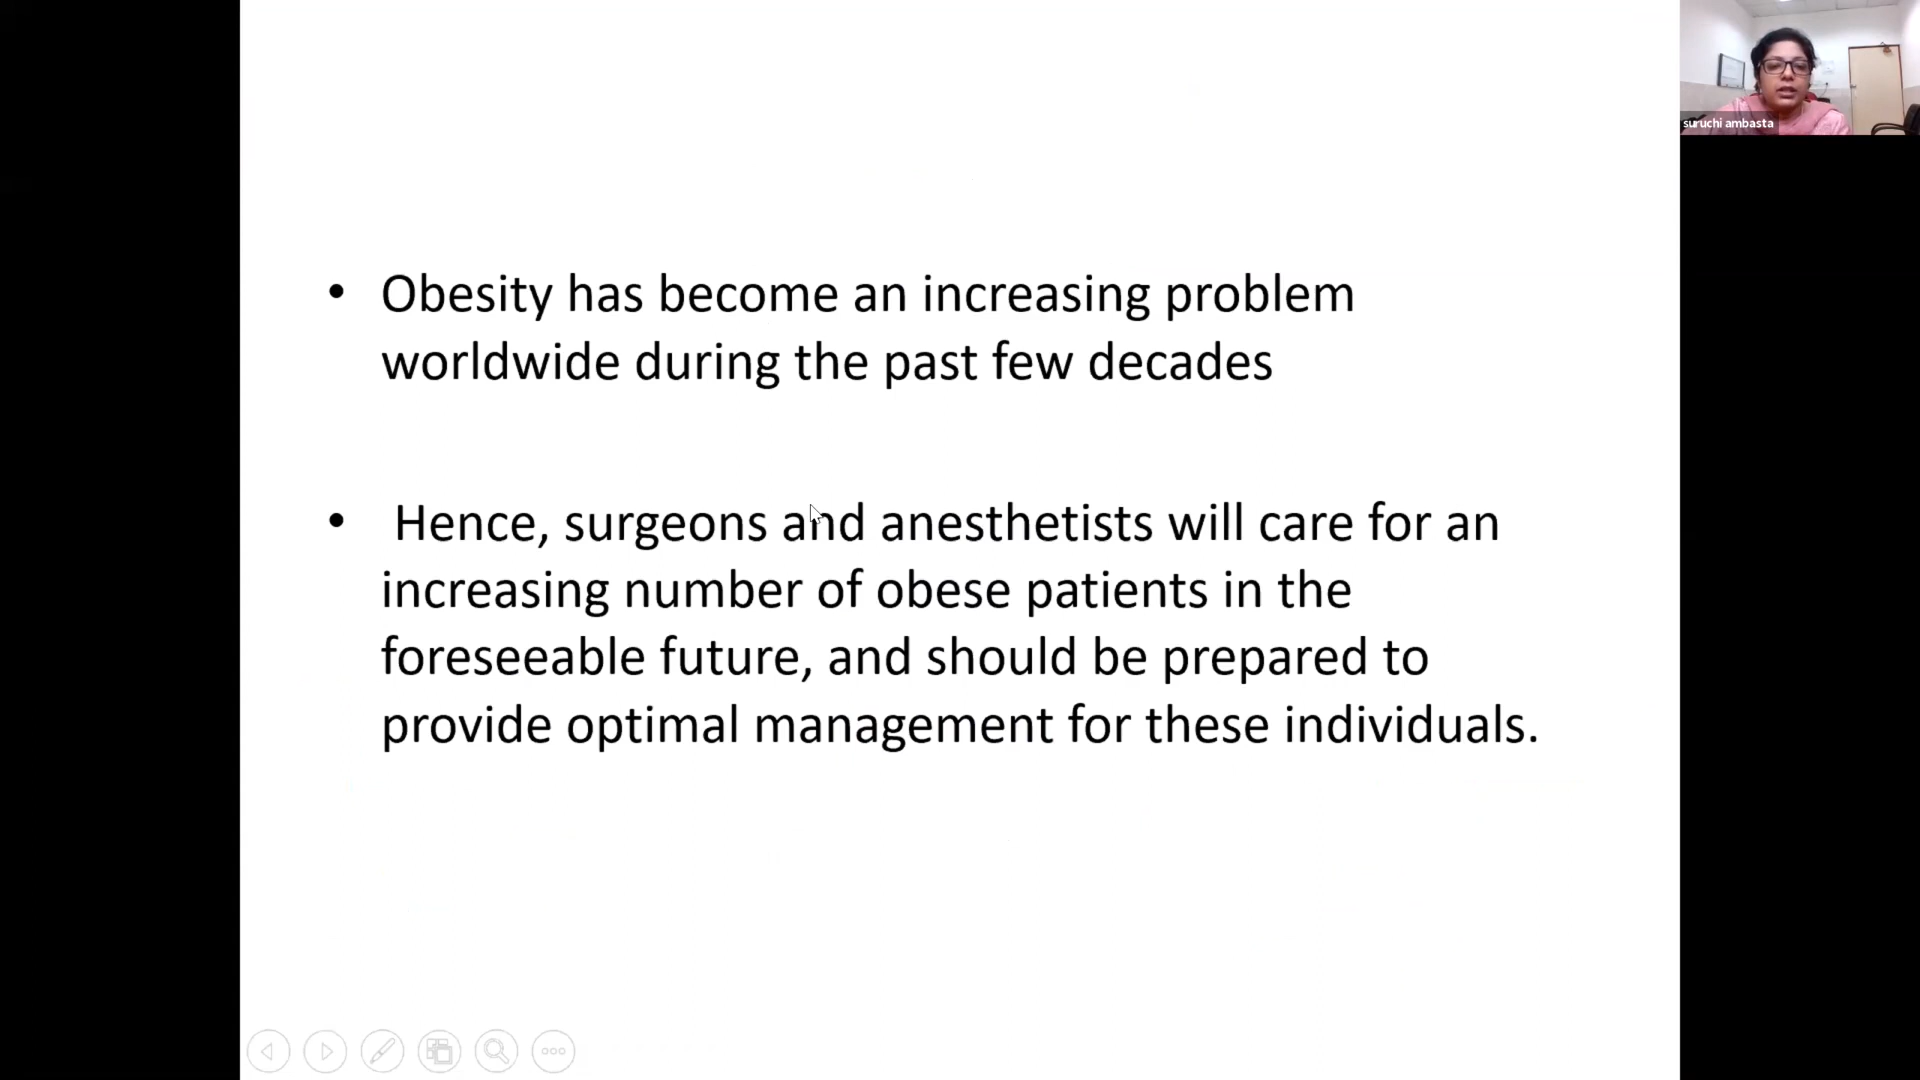 suruchi ambasta
• Obesity has become an increasing problem
worldwide during the past few decades
• Hence, surgeons and anesthetists will care for an
increasing number of obese patients in the
foreseeable future, and should be prepared to
provide optimal management for these individuals.